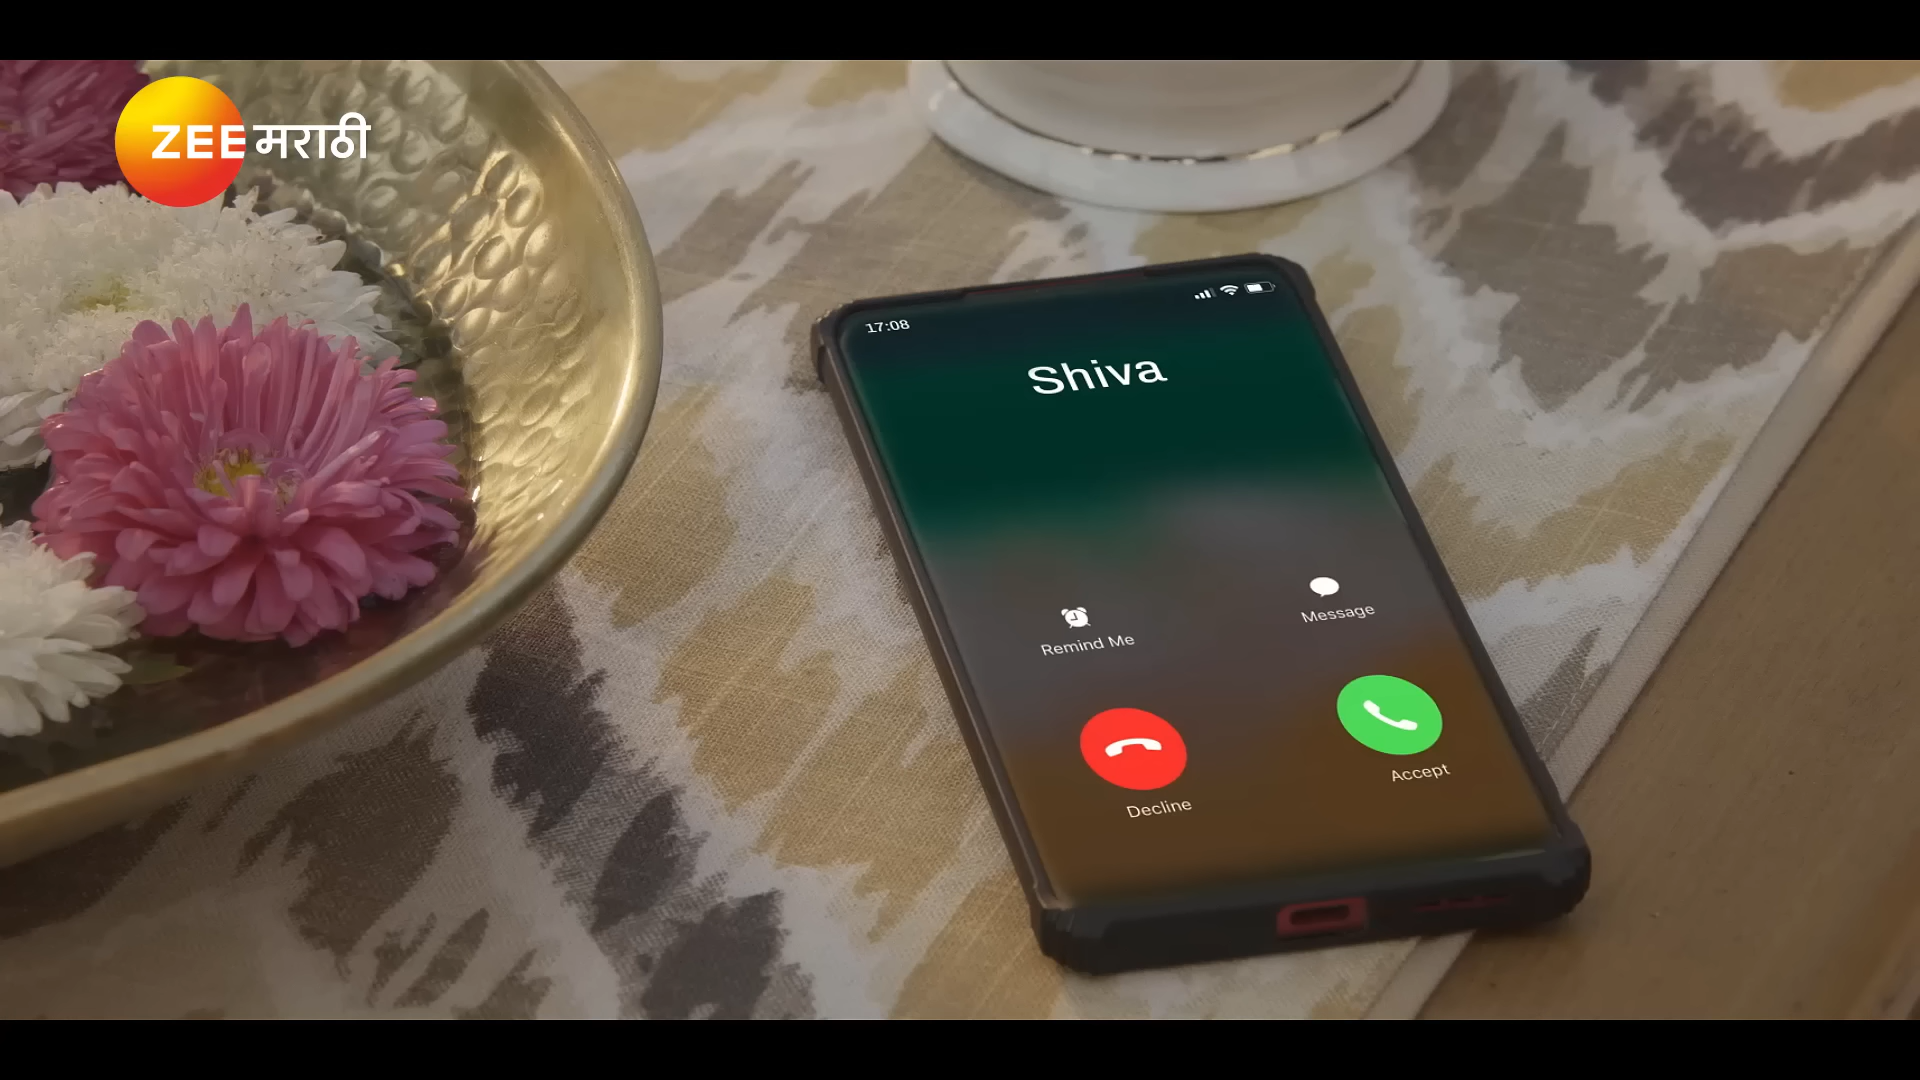 ZEE मराठी
17:08
Shiva
Remind Me
Message
Decline
Accept